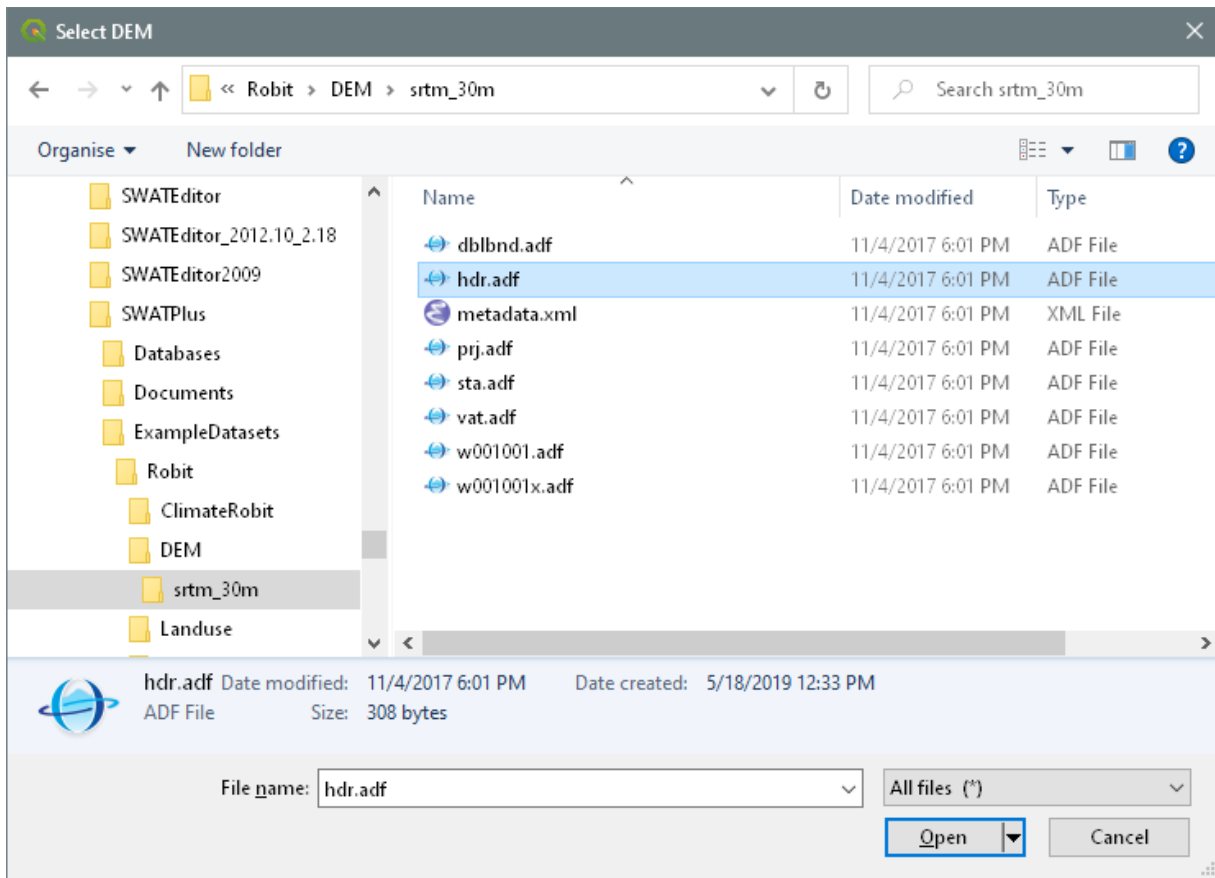 Select DEM
« Robit › DEM › srtm_30m
Search srtm_30m
Organise
New folder
SWATEditor
SWATEditor_2012.10_2.18
SWATEditor2009
SWATPlus
Databases
Documents
ExampleDatasets
Robit
ClimateRobit
DEM
srtm_30m
Landuse
Name Date modified Type
dblbnd.adf 11/4/2017 6:01 PM ADF File
hdr.adf 11/4/2017 6:01 PM ADF File
metadata.xml 11/4/2017 6:01 PM XML File
prj.adf 11/4/2017 6:01 PM ADF File
sta.adf 11/4/2017 6:01 PM ADF File
vat.adf 11/4/2017 6:01 PM ADF File
w001001.adf 11/4/2017 6:01 PM ADF File
w001001x.adf 11/4/2017 6:01 PM ADF File
hdr.adf Date modified: 11/4/2017 6:01 PM Date created: 5/18/2019 12:33 PM
ADF File Size: 308 bytes
File name: hdr.adf
All files (*)
Open
Cancel